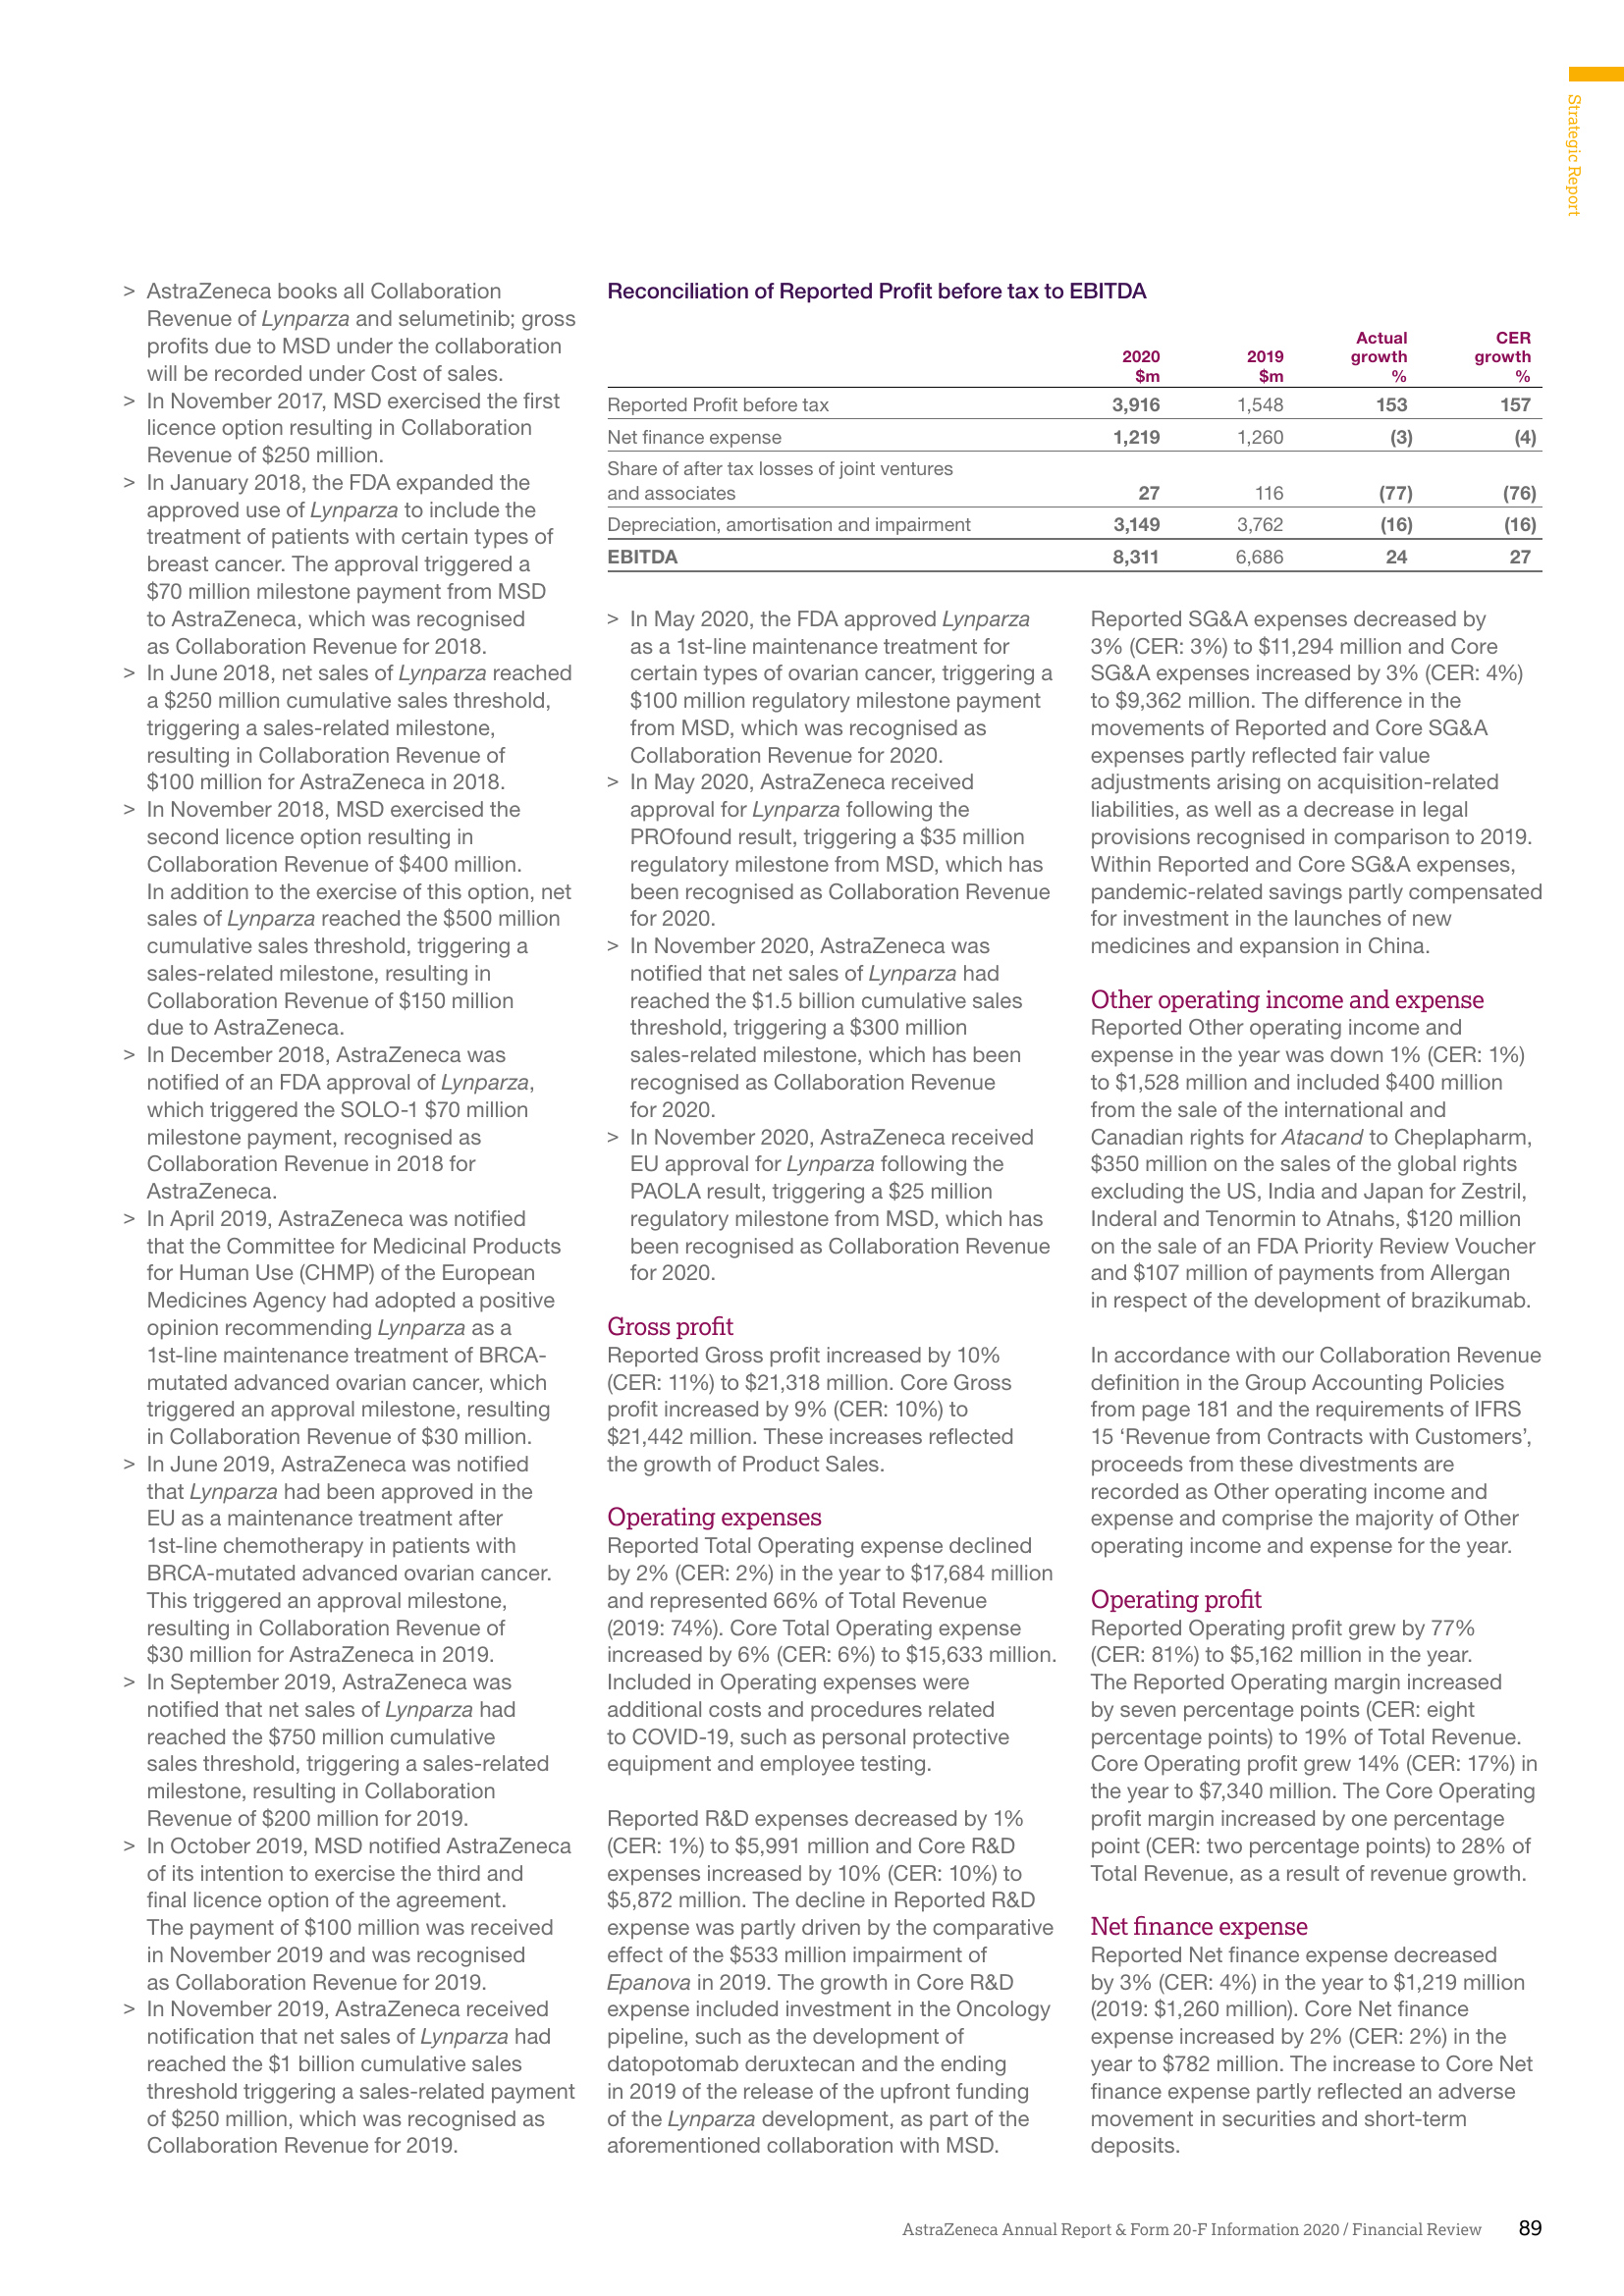 Strategic Report
> AstraZeneca books all Collaboration
Revenue of Lynparza and selumetinib; gross
profits due to MSD under the collaboration
will be recorded under Cost of sales.
> In November 2017, MSD exercised the first
licence option resulting in Collaboration
Revenue of $250 million.
> In January 2018, the FDA expanded the
approved use of Lynparza to include the
treatment of patients with certain types of
breast cancer. The approval triggered a
$70 million milestone payment from MSD
to AstraZeneca, which was recognised
as Collaboration Revenue for 2018.
> In June 2018, net sales of Lynparza reached
a $250 million cumulative sales threshold,
triggering a sales-related milestone,
resulting in Collaboration Revenue of
$100 million for AstraZeneca in 2018.
> In November 2018, MSD exercised the
second licence option resulting in
Collaboration Revenue of $400 million.
In addition to the exercise of this option, net
sales of Lynparza reached the $500 million
cumulative sales threshold, triggering a
sales-related milestone, resulting in
Collaboration Revenue of $150 million
due to AstraZeneca.
> In December 2018, AstraZeneca was
notified of an FDA approval of Lynparza,
which triggered the SOLO-1 $70 million
milestone payment, recognised as
Collaboration Revenue in 2018 for
AstraZeneca.
> In April 2019, AstraZeneca was notified
that the Committee for Medicinal Products
for Human Use (CHMP) of the European
Medicines Agency had adopted a positive
opinion recommending Lynparza as a
1st-line maintenance treatment of BRCA-
mutated advanced ovarian cancer, which
triggered an approval milestone, resulting
in Collaboration Revenue of $30 million.
> In June 2019, AstraZeneca was notified
that Lynparza had been approved in the
EU as a maintenance treatment after
1st-line chemotherapy in patients with
BRCA-mutated advanced ovarian cancer.
This triggered an approval milestone,
resulting in Collaboration Revenue of
$30 million for AstraZeneca in 2019.
> In September 2019, AstraZeneca was
notified that net sales of Lynparza had
reached the $750 million cumulative
sales threshold, triggering a sales-related
milestone, resulting in Collaboration
Revenue of $200 million for 2019.
> In October 2019, MSD notified AstraZeneca
of its intention to exercise the third and
final licence option of the agreement.
The payment of $100 million was received
in November 2019 and was recognised
as Collaboration Revenue for 2019.
> In November 2019, AstraZeneca received
notification that net sales of Lynparza had
reached the $1 billion cumulative sales
threshold triggering a sales-related payment
of $250 million, which was recognised as
Collaboration Revenue for 2019.
Reconciliation of Reported Profit before tax to EBITDA
2020 $m 2019 $m Actual growth % CER growth %
Reported Profit before tax 3,916 1,548 153 157
Net finance expense 1,219 1,260 (3) (4)
Share of after tax losses of joint ventures
and associates 27 116 (77) (76)
Depreciation, amortisation and impairment 3,149 3,762 (16) (16)
EBITDA 8,311 6,686 24 27
> In May 2020, the FDA approved Lynparza
as a 1st-line maintenance treatment for
certain types of ovarian cancer, triggering a
$100 million regulatory milestone payment
from MSD, which was recognised as
Collaboration Revenue for 2020.
> In May 2020, AstraZeneca received
approval for Lynparza following the
PROfound result, triggering a $35 million
regulatory milestone from MSD, which has
been recognised as Collaboration Revenue
for 2020.
> In November 2020, AstraZeneca was
notified that net sales of Lynparza had
reached the $1.5 billion cumulative sales
threshold, triggering a $300 million
sales-related milestone, which has been
recognised as Collaboration Revenue
for 2020.
> In November 2020, AstraZeneca received
EU approval for Lynparza following the
PAOLA result, triggering a $25 million
regulatory milestone from MSD, which has
been recognised as Collaboration Revenue
for 2020.
Gross profit
Reported Gross profit increased by 10%
(CER: 11%) to $21,318 million. Core Gross
profit increased by 9% (CER: 10%) to
$21,442 million. These increases reflected
the growth of Product Sales.
Operating expenses
Reported Total Operating expense declined
by 2% (CER: 2%) in the year to $17,684 million
and represented 66% of Total Revenue
(2019: 74%). Core Total Operating expense
increased by 6% (CER: 6%) to $15,633 million.
Included in Operating expenses were
additional costs and procedures related
to COVID-19, such as personal protective
equipment and employee testing.
Reported R&D expenses decreased by 1%
(CER: 1%) to $5,991 million and Core R&D
expenses increased by 10% (CER: 10%) to
$5,872 million. The decline in Reported R&D
expense was partly driven by the comparative
effect of the $533 million impairment of
Epanova in 2019. The growth in Core R&D
expense included investment in the Oncology
pipeline, such as the development of
datopotomab deruxtecan and the ending
in 2019 of the release of the upfront funding
of the Lynparza development, as part of the
aforementioned collaboration with MSD.
Reported SG&A expenses decreased by
3% (CER: 3%) to $11,294 million and Core
SG&A expenses increased by 3% (CER: 4%)
to $9,362 million. The difference in the
movements of Reported and Core SG&A
expenses partly reflected fair value
adjustments arising on acquisition-related
liabilities, as well as a decrease in legal
provisions recognised in comparison to 2019.
Within Reported and Core SG&A expenses,
pandemic-related savings partly compensated
for investment in the launches of new
medicines and expansion in China.
Other operating income and expense
Reported Other operating income and
expense in the year was down 1% (CER: 1%)
to $1,528 million and included $400 million
from the sale of the international and
Canadian rights for Atacand to Cheplapharm,
$350 million on the sales of the global rights
excluding the US, India and Japan for Zestril,
Inderal and Tenormin to Atnahs, $120 million
on the sale of an FDA Priority Review Voucher
and $107 million of payments from Allergan
in respect of the development of brazikumab.
In accordance with our Collaboration Revenue
definition in the Group Accounting Policies
from page 181 and the requirements of IFRS
15 ‘Revenue from Contracts with Customers’,
proceeds from these divestments are
recorded as Other operating income and
expense and comprise the majority of Other
operating income and expense for the year.
Operating profit
Reported Operating profit grew by 77%
(CER: 81%) to $5,162 million in the year.
The Reported Operating margin increased
by seven percentage points (CER: eight
percentage points) to 19% of Total Revenue.
Core Operating profit grew 14% (CER: 17%) in
the year to $7,340 million. The Core Operating
profit margin increased by one percentage
point (CER: two percentage points) to 28% of
Total Revenue, as a result of revenue growth.
Net finance expense
Reported Net finance expense decreased
by 3% (CER: 4%) in the year to $1,219 million
(2019: $1,260 million). Core Net finance
expense increased by 2% (CER: 2%) in the
year to $782 million. The increase to Core Net
finance expense partly reflected an adverse
movement in securities and short-term
deposits.
AstraZeneca Annual Report & Form 20-F Information 2020 / Financial Review 89